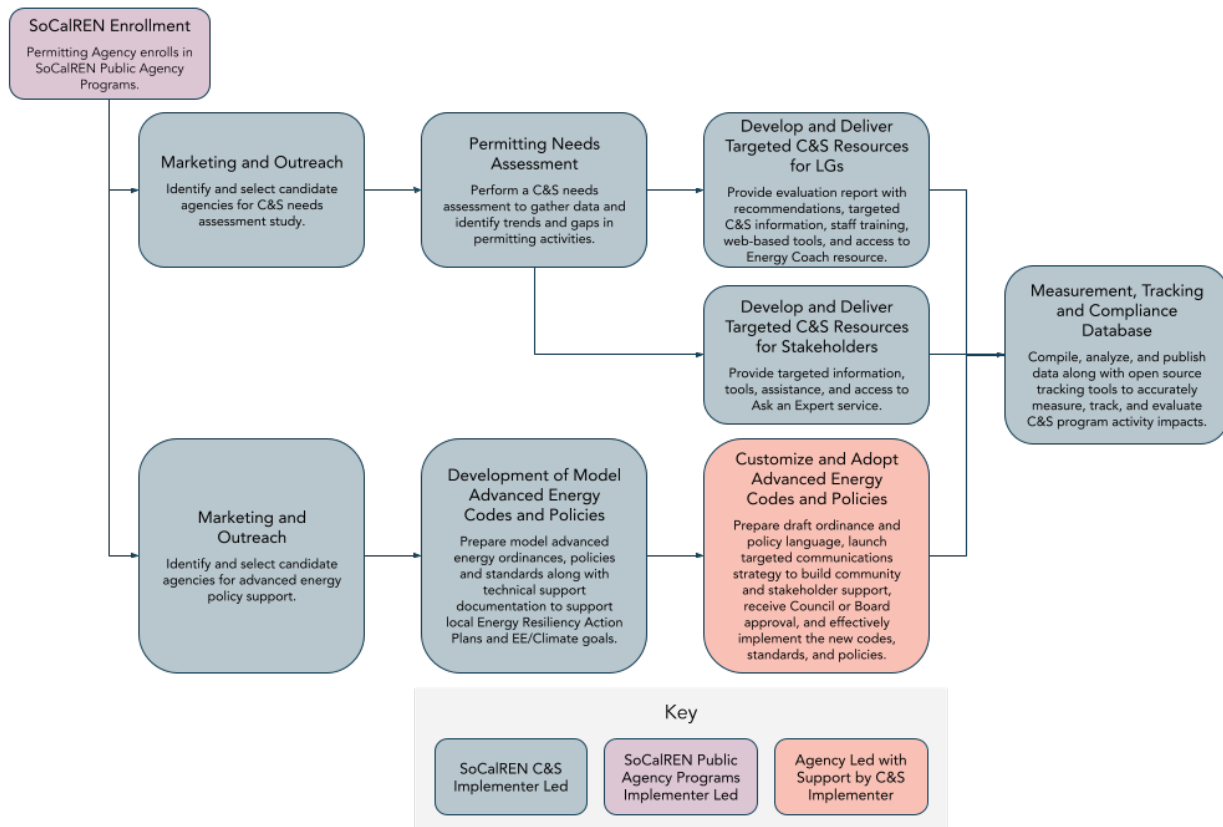 SoCalREN Enrollment
Permitting Agency enrolls in
SoCalREN Public Agency
Programs.
Marketing and Outreach
Identify and select candidate
agencies for C&S needs
assessment study.
Permitting Needs
Assessment
Perform a C&S needs
assessment to gather data and
identify trends and gaps in
permitting activities.
Develop and Deliver
Targeted C&S Resources
for LGs
Provide evaluation report with
recommendations, targeted
C&S information, staff training,
web-based tools, and access to
Energy Coach resource.
Develop and Deliver
Targeted C&S Resources
for Stakeholders
Provide targeted information,
tools, assistance, and access to
Ask an Expert service.
Measurement, Tracking
and Compliance
Database
Compile, analyze, and publish
data along with open source
tracking tools to accurately
measure, track, and evaluate
C&S program activity impacts.
Marketing and
Outreach
Identify and select candidate
agencies for advanced energy
policy support.
Development of Model
Advanced Energy
Codes and Policies
Prepare model advanced
energy ordinances, policies
and standards along with
technical support
documentation to support
local Energy Resiliency Action
Plans and EE/Climate goals.
Customize and Adopt
Advanced Energy
Codes and Policies
Prepare draft ordinance and
policy language, launch
targeted communications
strategy to build community
and stakeholder support,
receive Council or Board
approval, and effectively
implement the new codes,
standards, and policies.
Key
SoCalREN C&S
Implementer Led
SoCalREN Public
Agency Programs
Implementer Led
Agency Led with
Support by C&S
Implementer